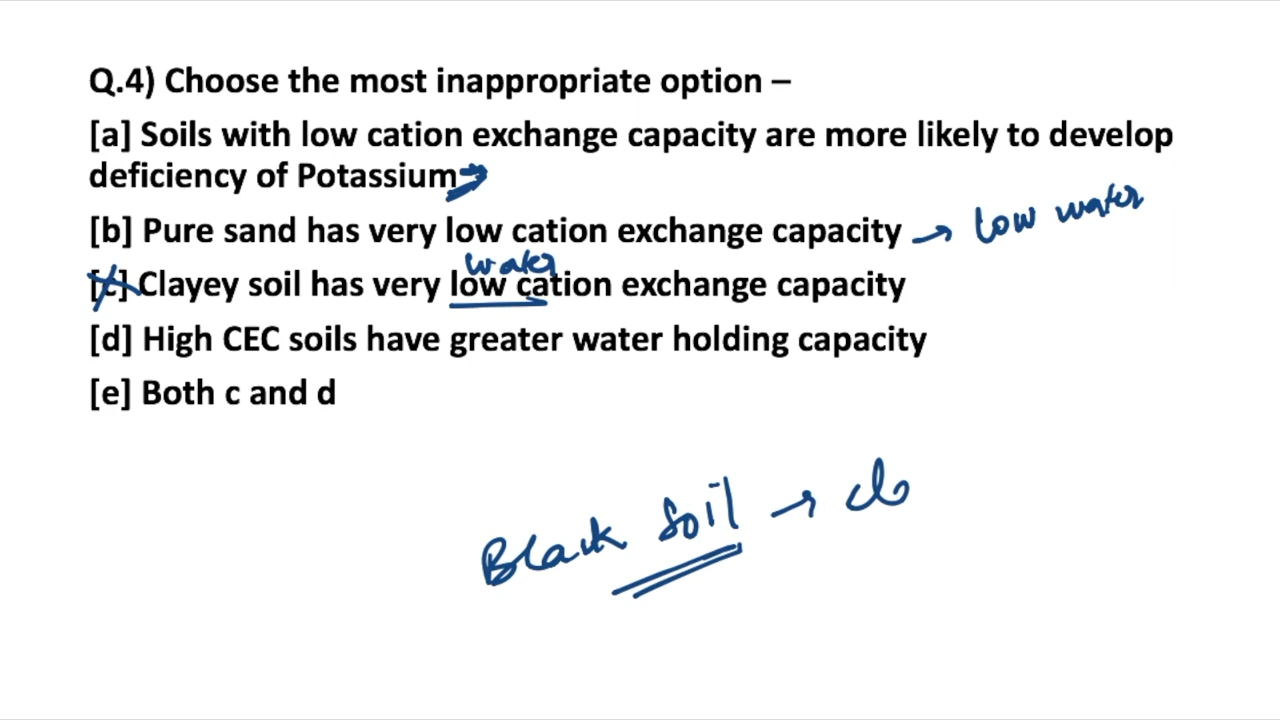 Q.4) Choose the most inappropriate option –
[a] Soils with low cation exchange capacity are more likely to develop
deficiency of Potassium
[b] Pure sand has very low cation exchange capacity → low water
water
[c] Clayey soil has very low cation exchange capacity
[d] High CEC soils have greater water holding capacity
[e] Both c and d
Black Soil →